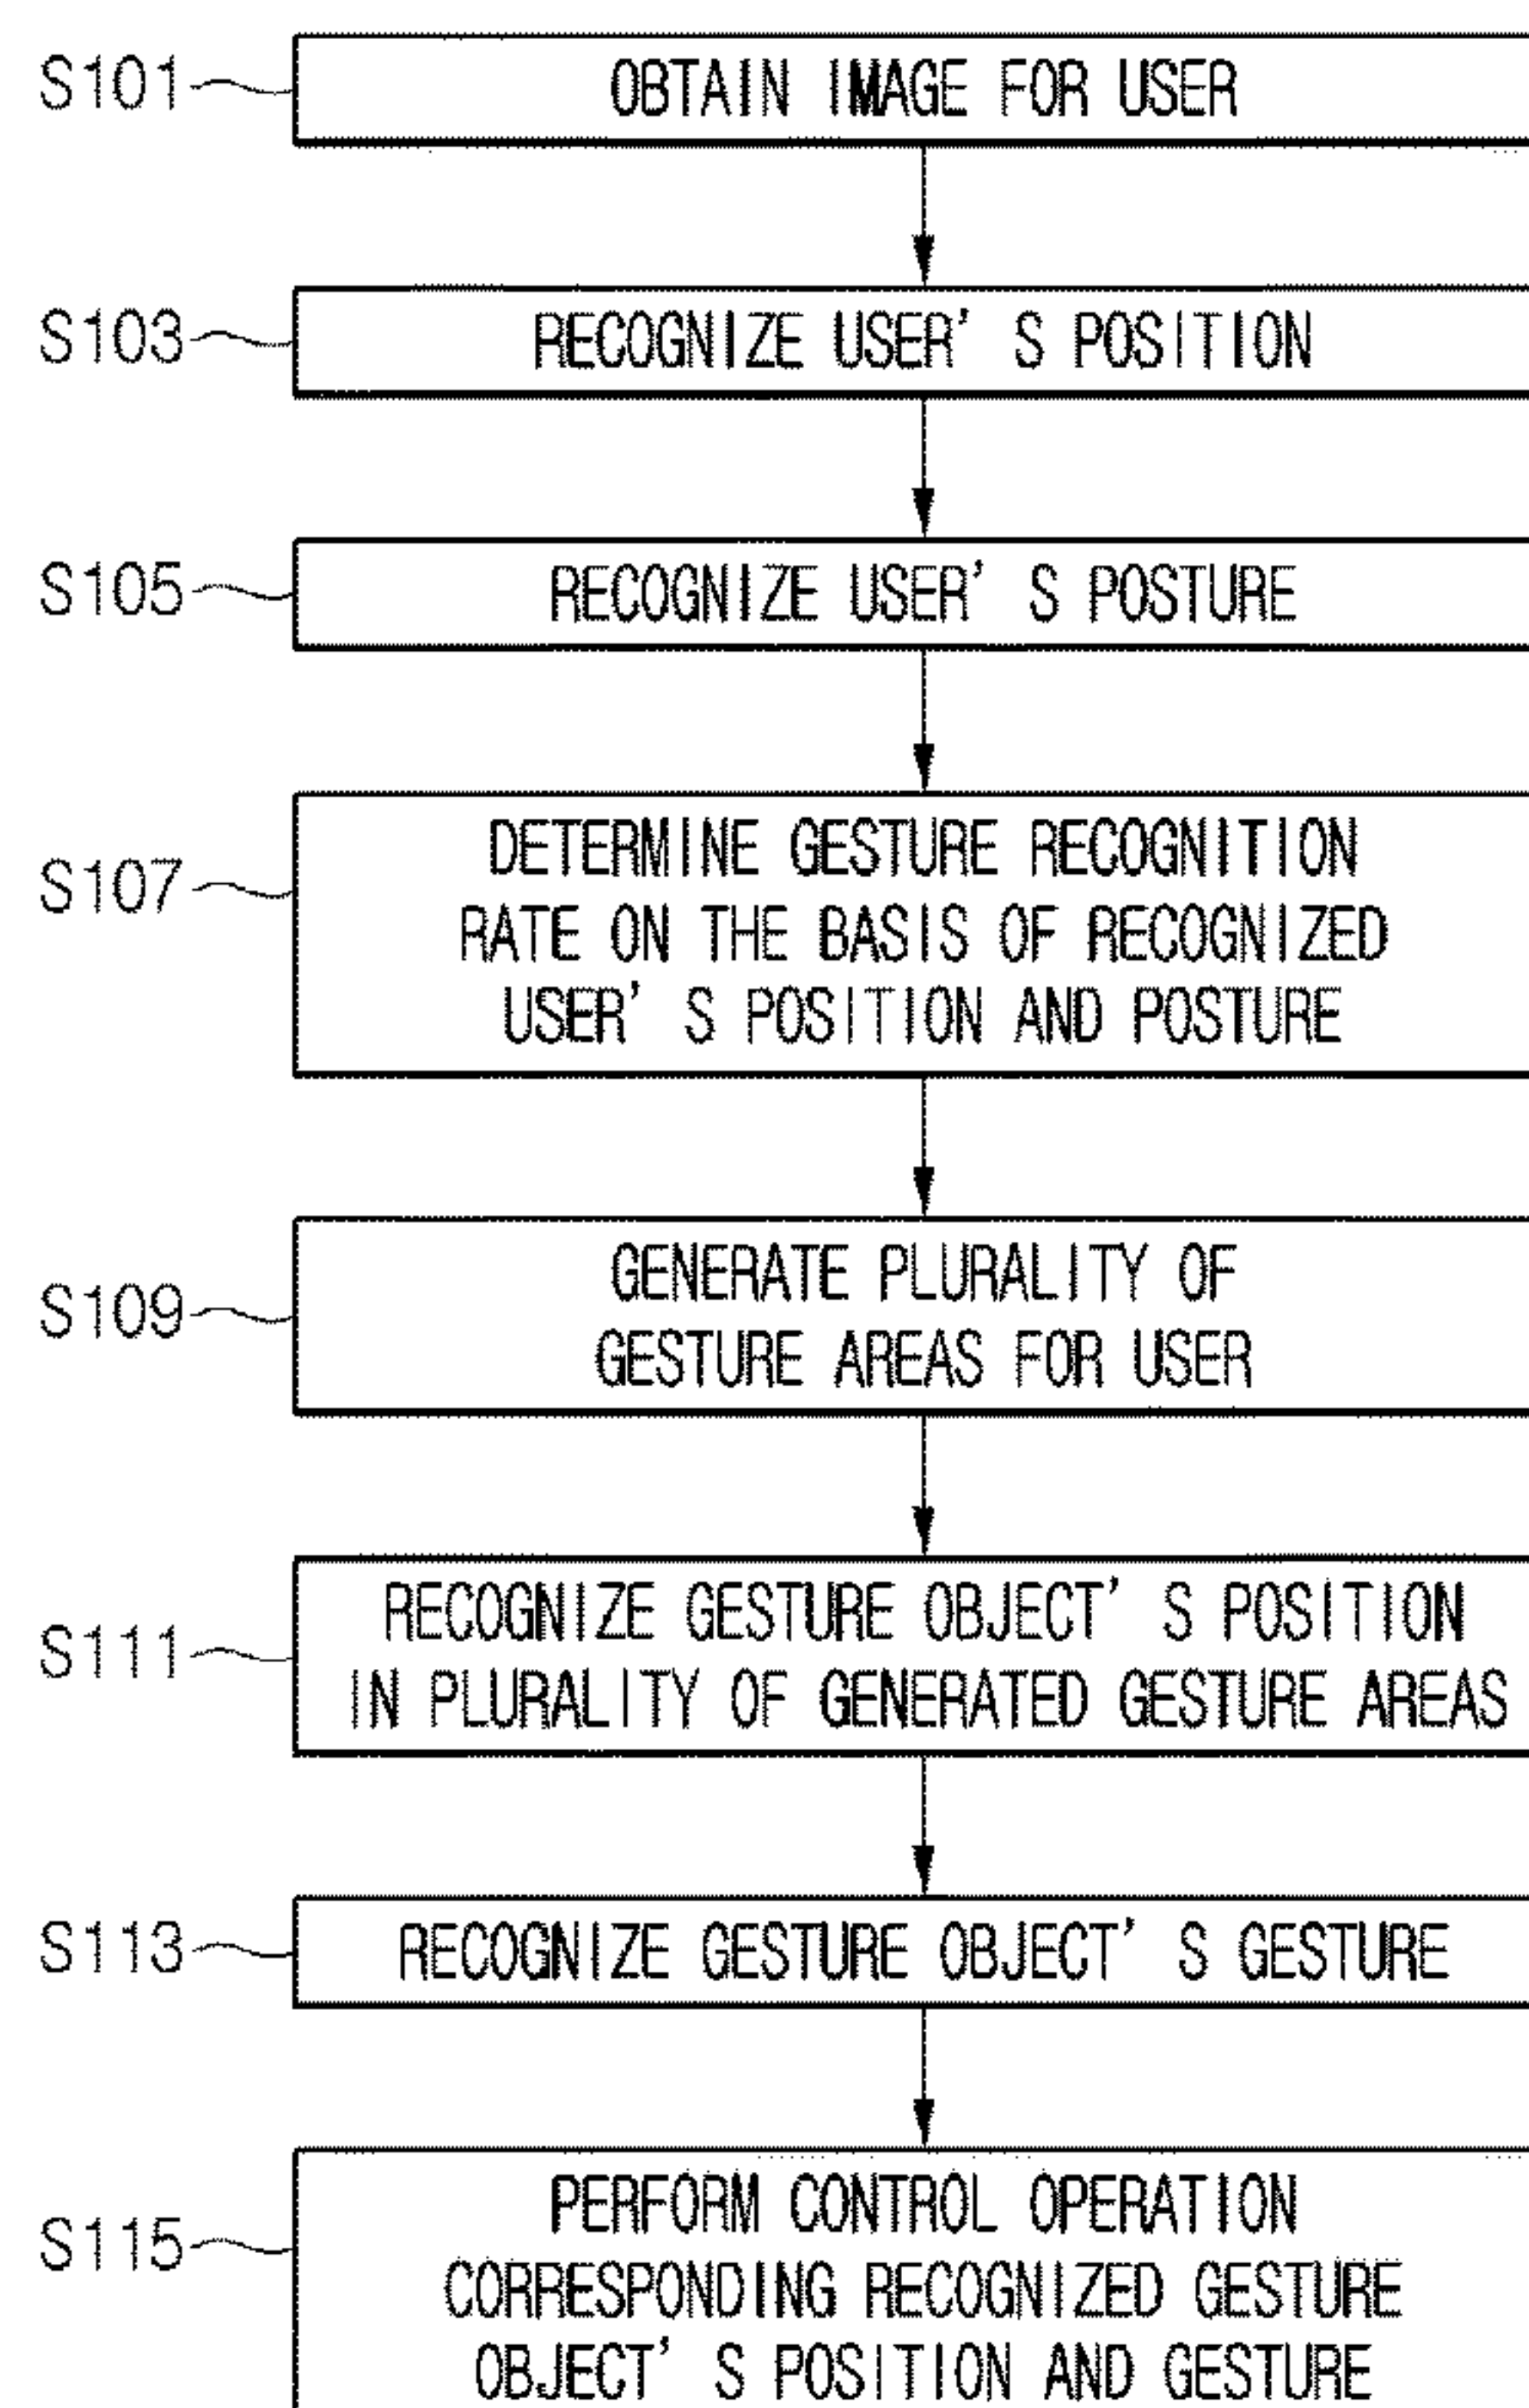 S101 OBTAIN IMAGE FOR USER
S103 RECOGNIZE USER'S POSITION
S105 RECOGNIZE USER'S POSTURE
DETERMINE GESTURE RECOGNITION
S107 RATE ON THE BASIS OF RECOGNIZED
USER'S POSITION AND POSTURE
S109 GENERATE PLURALITY OF
GESTURE AREAS FOR USER
S111 RECOGNIZE GESTURE OBJECT'S POSITION
IN PLURALITY OF GENERATED GESTURE AREAS
S113 RECOGNIZE GESTURE OBJECT'S GESTURE
S115 PERFORM CONTROL OPERATION
CORRESPONDING RECOGNIZED GESTURE
OBJECT'S POSITION AND GESTURE